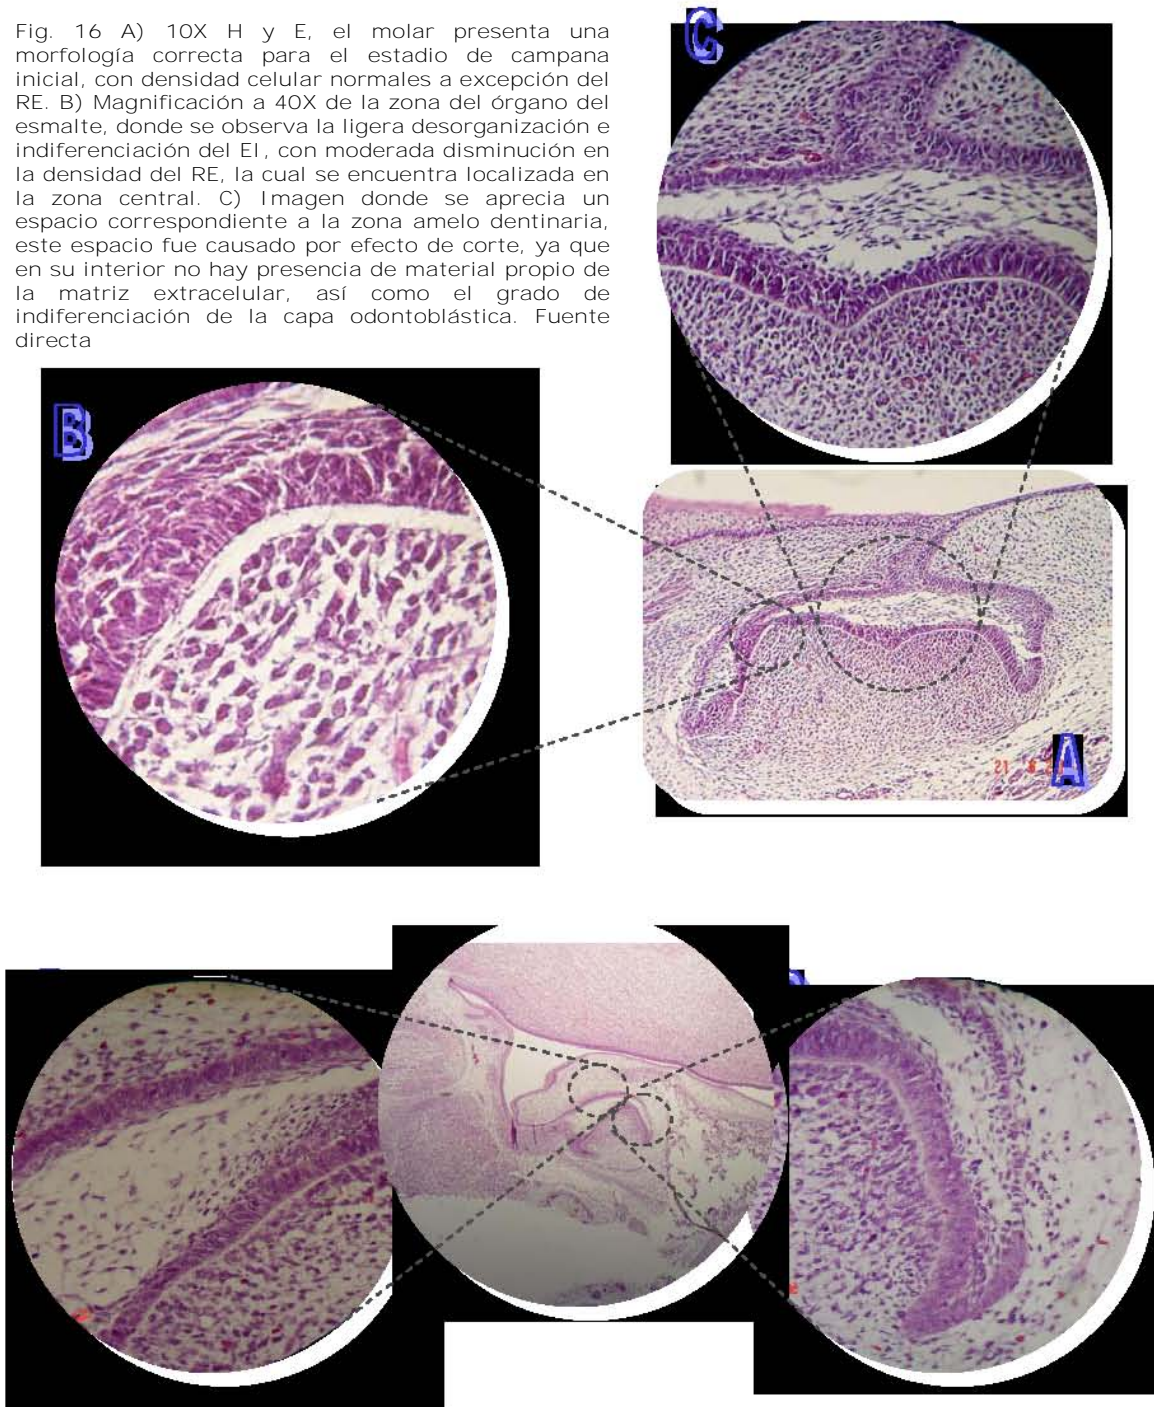 Fig. 16 A) 10X H y E, el molar presenta una
morfología correcta para el estadio de campana
inicial, con densidad celular normales a excepción del
RE. B) Magnificación a 40X de la zona del órgano del
esmalte, donde se observa la ligera desorganización e
indiferenciación del EI, con moderada disminución en
la densidad del RE, la cual se encuentra localizada en
la zona central. C) Imagen donde se aprecia un
espacio correspondiente a la zona amelo dentinaria,
este espacio fue causado por efecto de corte, ya que
en su interior no hay presencia de material propio de
la matriz extracelular, así como el grado de
indiferenciación de la capa odontoblástica. Fuente
directa
C
B
A